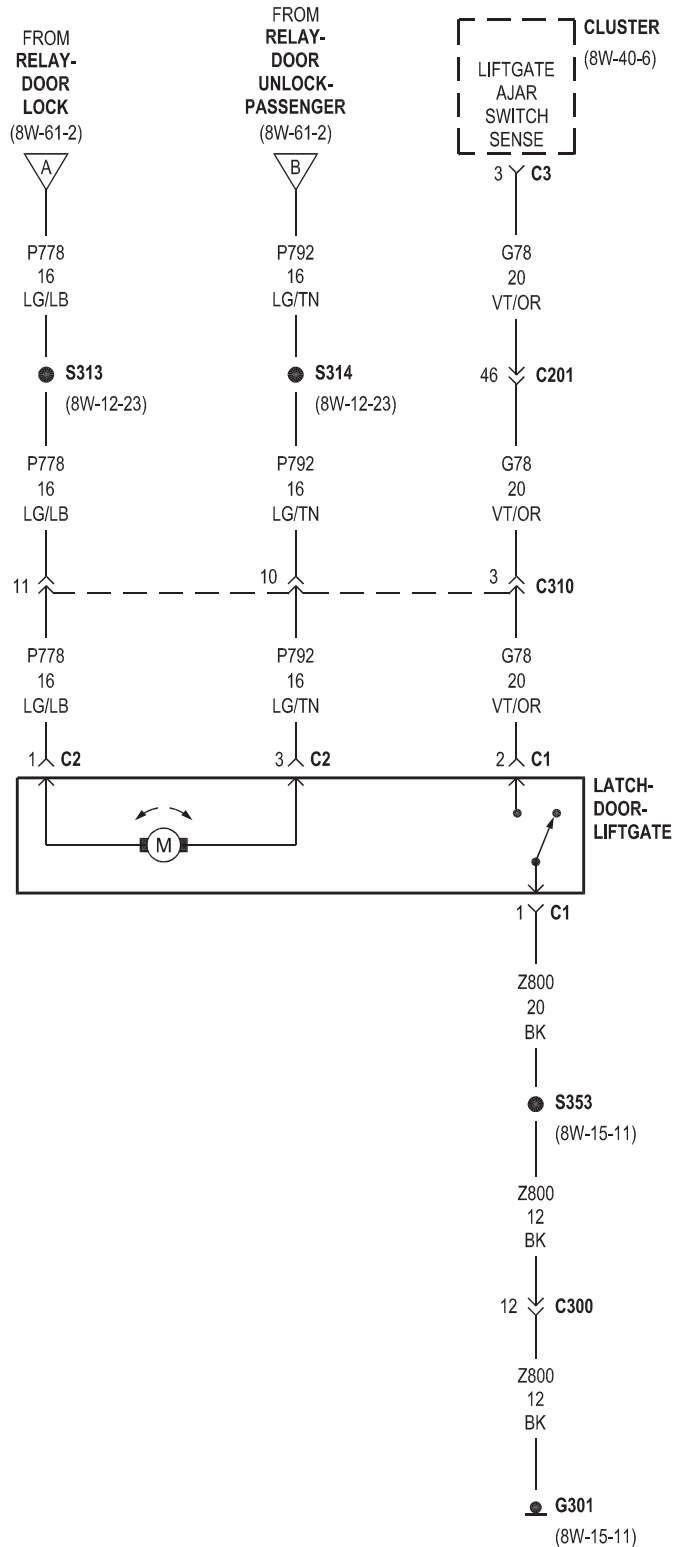 FROM
RELAY-
DOOR
LOCK
(8W-61-2)
A
FROM
RELAY-
DOOR
UNLOCK-
PASSENGER
(8W-61-2)
B
CLUSTER
(8W-40-6)
LIFTGATE
AJAR
SWITCH
SENSE
3 C3
P778
16
LG/LB
P792
16
LG/TN
G78
20
VT/OR
S313
(8W-12-23)
S314
(8W-12-23)
46 C201
P778
16
LG/LB
P792
16
LG/TN
G78
20
VT/OR
11
10
3 C310
P778
16
LG/LB
P792
16
LG/TN
G78
20
VT/OR
1 C2
3 C2
2 C1
LATCH-
DOOR-
LIFTGATE
M
1 C1
Z800
20
BK
S353
(8W-15-11)
Z800
12
BK
12 C300
Z800
12
BK
G301
(8W-15-11)